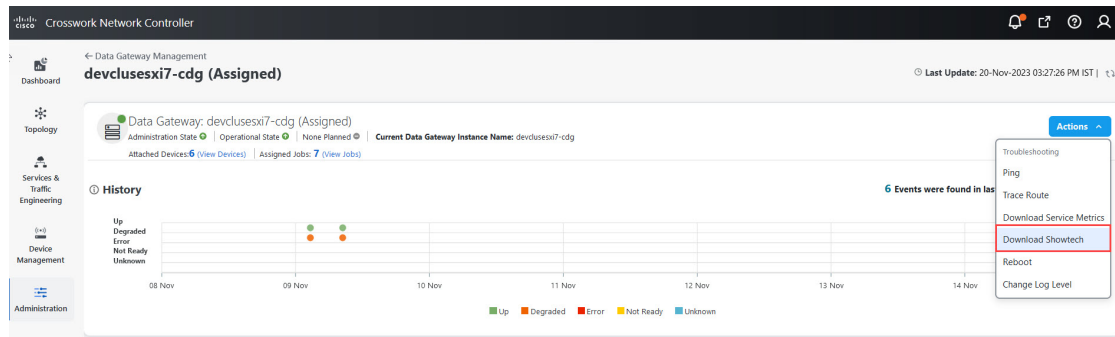 cisco Crosswork Network Controller
Dashboard
Topology
Services &
Traffic
Engineering
Device
Management
Administration
← Data Gateway Management
devclusesxi7-cdg (Assigned)
Last Update: 20-Nov-2023 03:27:26 PM IST |
Data Gateway: devclusesxi7-cdg (Assigned)
Administration State | Operational State | None Planned | Current Data Gateway Instance Name: devclusesxi7-cdg
Attached Devices:6 (View Devices) | Assigned Jobs: 7 (View Jobs)
Actions
Troubleshooting
Ping
Trace Route
Download Service Metrics
Download Showtech
Reboot
Change Log Level
History
6 Events were found in las
Up
Degraded
Error
Not Ready
Unknown
08 Nov 09 Nov 10 Nov 11 Nov 12 Nov 13 Nov 14 Nov
Up Degraded Error Not Ready Unknown